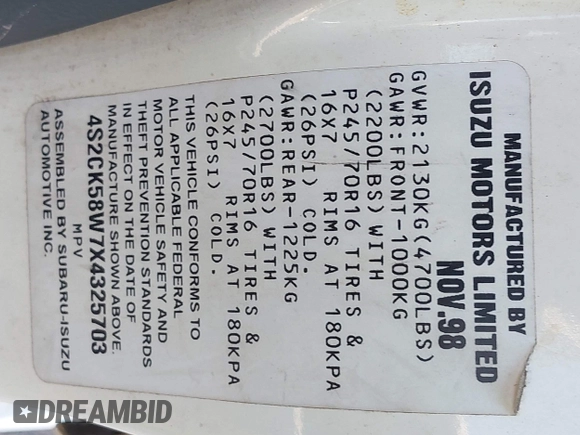 MANUFACTURED BY
ISUZU MOTORS LIMITED
NOV.98
GVWR:2130KG(4700LBS)
GAWR:FRONT-1000KG
(2200LBS) WITH
P245/70R16 TIRES &
16X7 RIMS AT 180KPA
(26PSI) COLD.
GAWR:REAR-1225KG
(2700LBS) WITH
P245/70R16 TIRES &
16X7 RIMS AT 180KPA
(26PSI) COLD.
THIS VEHICLE CONFORMS TO
ALL APPLICABLE FEDERAL
MOTOR VEHICLE SAFETY AND
THEFT PREVENTION STANDARDS
IN EFFECT ON THE DATE OF
MANUFACTURE SHOWN ABOVE.
4S2CK58W7X4325703
MPV
ASSEMBLED BY SUBARU-ISUZU
AUTOMOTIVE INC.
DREAMBID